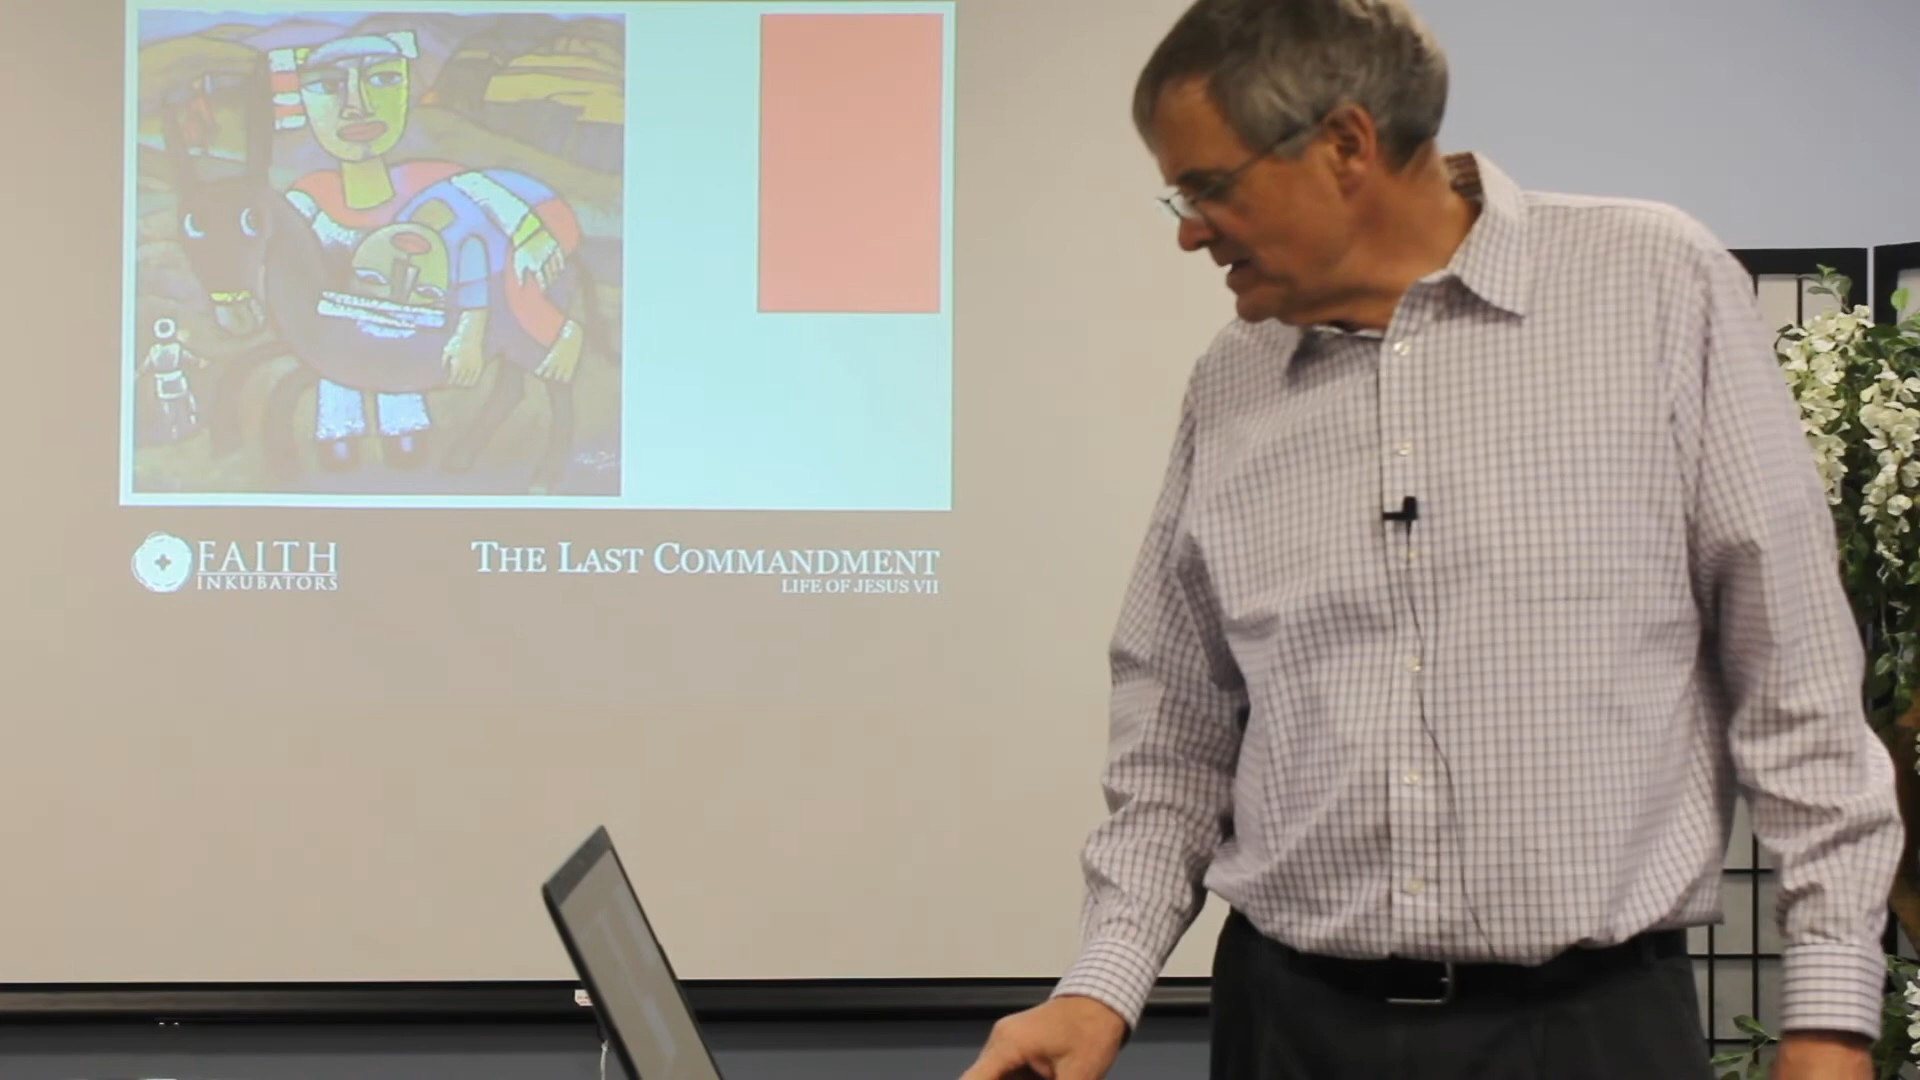 FAITH
INKUBATORS
THE LAST COMMANDMENT
LIFE OF JESUS VII